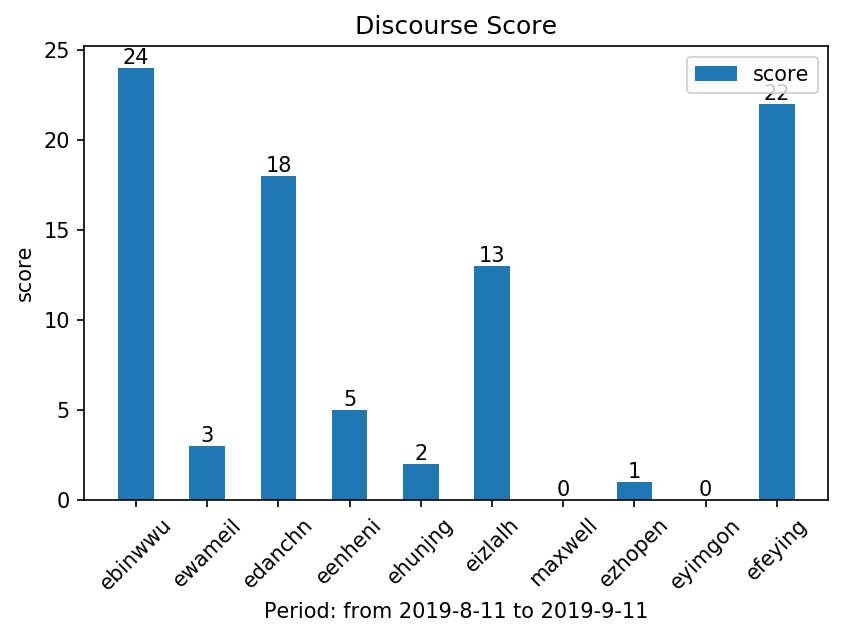 Discourse Score
score
25
20
15
10
5
0
score
24
3
18
5
2
13
0
1
0
22
ebinwwu
ewameil
edanchn
eenheni
ehunjng
eizlalh
maxwell
ezhopen
eyimgon
efeying
Period: from 2019-8-11 to 2019-9-11